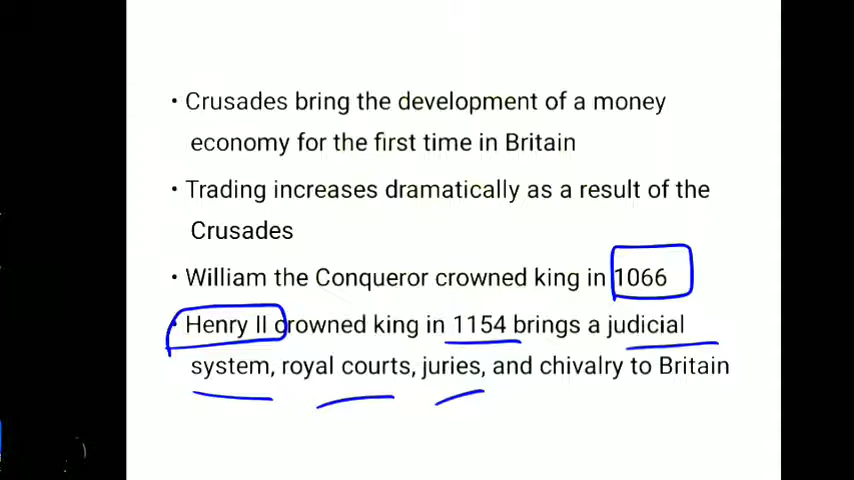 • Crusades bring the development of a money
economy for the first time in Britain
• Trading increases dramatically as a result of the
Crusades
• William the Conqueror crowned king in 1066
• Henry II crowned king in 1154 brings a judicial
system, royal courts, juries, and chivalry to Britain